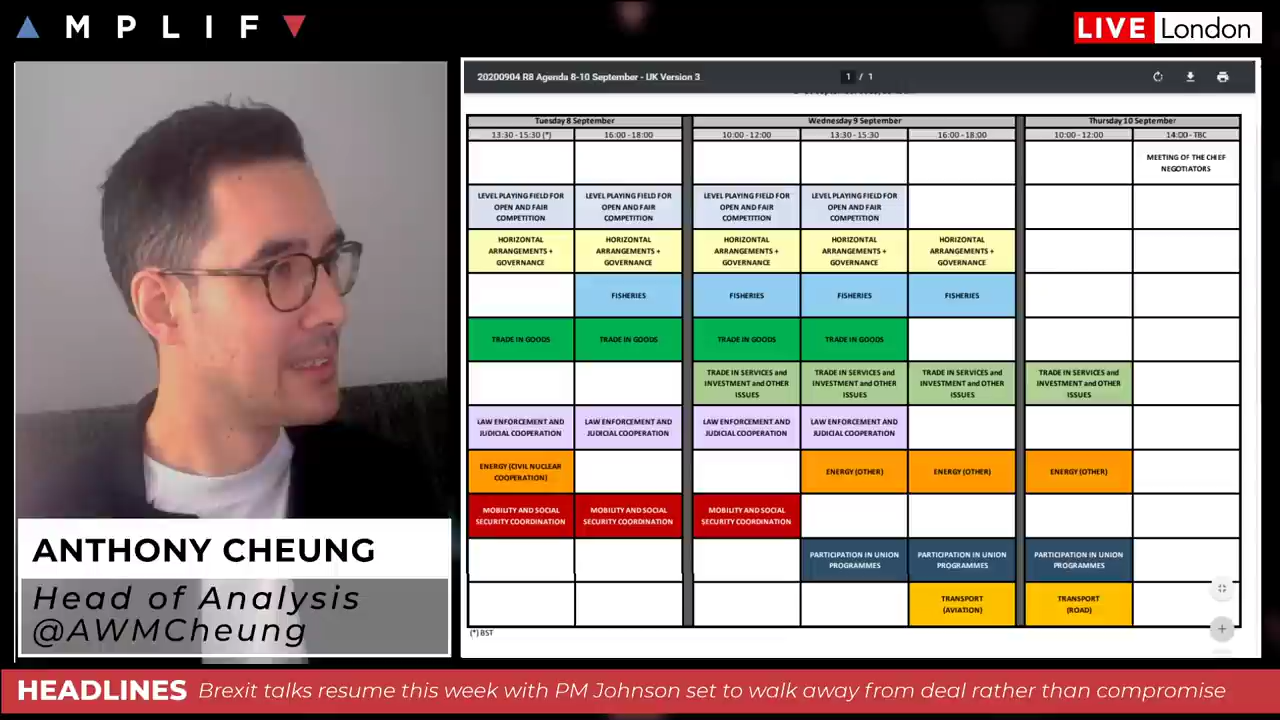 AMPLIFY
LIVE London
20200904 R8 Agenda 8-10 September - UK Version 3
1 / 1
Tuesday 8 September
Wednesday 9 September
Thursday 10 September
13:30 - 15:30 (*)
16:00 - 18:00
10:00 - 12:00
13:30 - 15:30
16:00 - 18:00
10:00 - 12:00
14:00 - TBC
MEETING OF THE CHIEF
NEGOTIATORS
LEVEL PLAYING FIELD FOR
OPEN AND FAIR
COMPETITION
LEVEL PLAYING FIELD FOR
OPEN AND FAIR
COMPETITION
LEVEL PLAYING FIELD FOR
OPEN AND FAIR
COMPETITION
LEVEL PLAYING FIELD FOR
OPEN AND FAIR
COMPETITION
HORIZONTAL
ARRANGEMENTS +
GOVERNANCE
HORIZONTAL
ARRANGEMENTS +
GOVERNANCE
HORIZONTAL
ARRANGEMENTS +
GOVERNANCE
HORIZONTAL
ARRANGEMENTS +
GOVERNANCE
HORIZONTAL
ARRANGEMENTS +
GOVERNANCE
FISHERIES
FISHERIES
FISHERIES
FISHERIES
TRADE IN GOODS
TRADE IN GOODS
TRADE IN GOODS
TRADE IN GOODS
TRADE IN SERVICES and
INVESTMENT and OTHER
ISSUES
TRADE IN SERVICES and
INVESTMENT and OTHER
ISSUES
TRADE IN SERVICES and
INVESTMENT and OTHER
ISSUES
TRADE IN SERVICES and
INVESTMENT and OTHER
ISSUES
LAW ENFORCEMENT AND
JUDICIAL COOPERATION
LAW ENFORCEMENT AND
JUDICIAL COOPERATION
LAW ENFORCEMENT AND
JUDICIAL COOPERATION
LAW ENFORCEMENT AND
JUDICIAL COOPERATION
ENERGY (CIVIL NUCLEAR
COOPERATION)
ENERGY (OTHER)
ENERGY (OTHER)
ENERGY (OTHER)
MOBILITY AND SOCIAL
SECURITY COORDINATION
MOBILITY AND SOCIAL
SECURITY COORDINATION
MOBILITY AND SOCIAL
SECURITY COORDINATION
PARTICIPATION IN UNION
PROGRAMMES
PARTICIPATION IN UNION
PROGRAMMES
PARTICIPATION IN UNION
PROGRAMMES
TRANSPORT
(AVIATION)
TRANSPORT
(ROAD)
(*) BST
ANTHONY CHEUNG
Head of Analysis
@AWMCheung
HEADLINES Brexit talks resume this week with PM Johnson set to walk away from deal rather than compromise